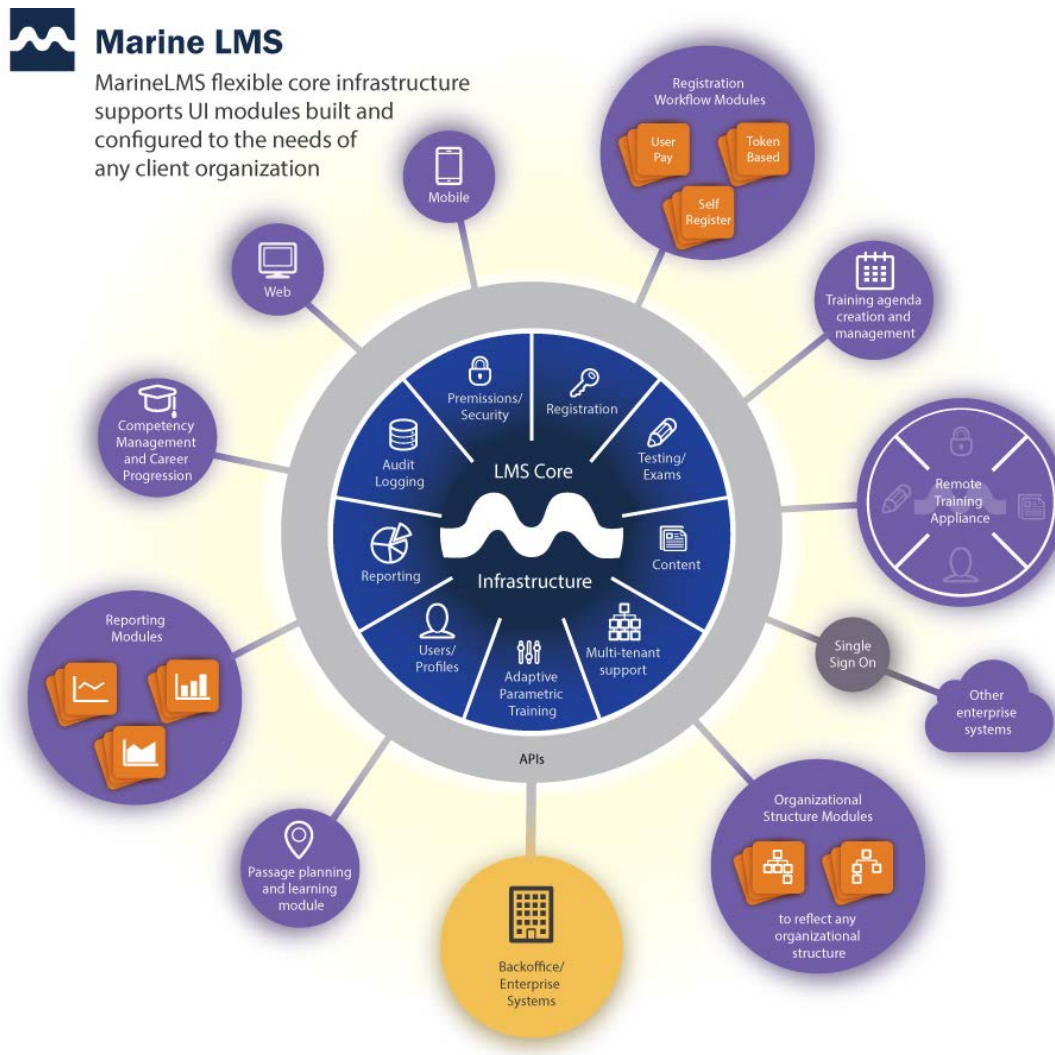 Marine LMS
MarineLMS flexible core infrastructure
supports UI modules built and
configured to the needs of
any client organization
Mobile
Registration
Workflow Modules
User
Pay
Token
Based
Self
Register
Web
Training agenda
creation and
management
Competency
Management
and Career
Progression
Premissions/
Security
Registration
Audit
Logging
Testing/
Exams
LMS Core
Infrastructure
Reporting
Content
Users/
Profiles
Adaptive
Parametric
Training
Multi-tenant
support
APIs
Remote
Training
Appliance
Single
Sign On
Other
enterprise
systems
Reporting
Modules
Passage planning
and learning
module
Backoffice/
Enterprise
Systems
Organizational
Structure Modules
to reflect any
organizational
structure